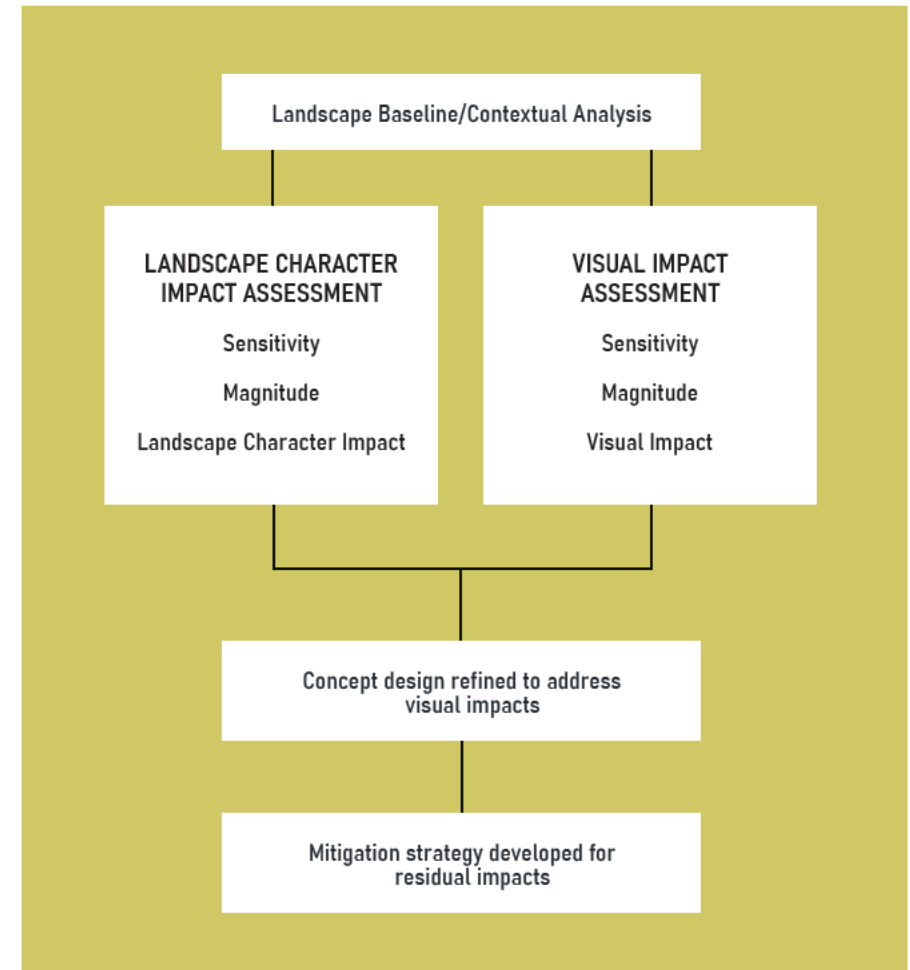 Landscape Baseline/Contextual Analysis
LANDSCAPE CHARACTER
IMPACT ASSESSMENT
Sensitivity
Magnitude
Landscape Character Impact
VISUAL IMPACT
ASSESSMENT
Sensitivity
Magnitude
Visual Impact
Concept design refined to address
visual impacts
Mitigation strategy developed for
residual impacts